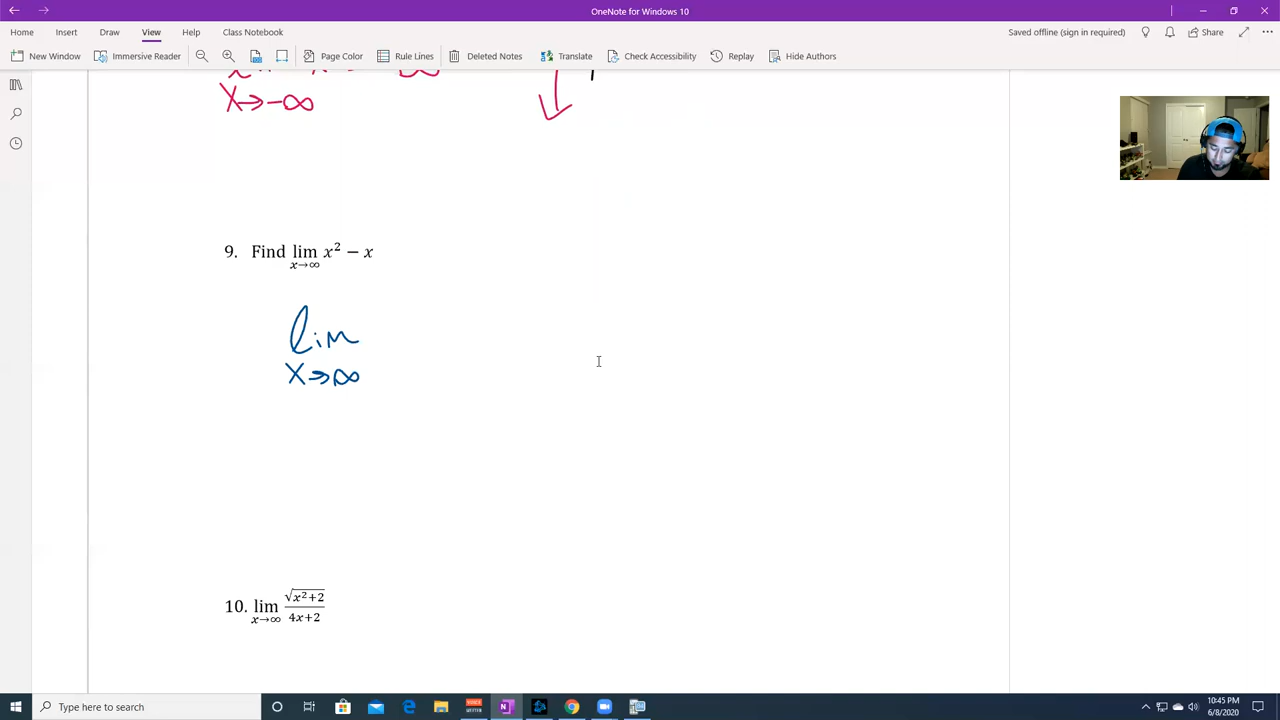 OneNote for Windows 10
Home Insert Draw View Help Class Notebook Saved offline (sign in required) Share
New Window Immersive Reader Page Color Rule Lines Deleted Notes Translate Check Accessibility Replay Hide Authors
x→-∞
9. Find lim x→∞ x² − x
lim
x→∞
10. lim x→∞ √(x²+2) / 4x+2
Type here to search
10:45 PM
6/8/2020